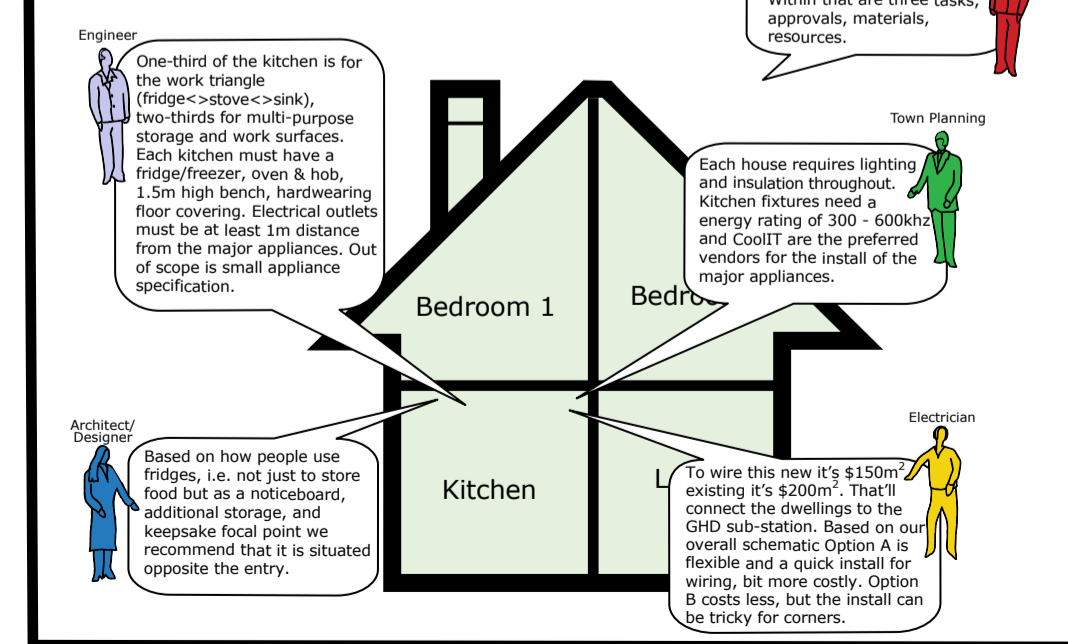 Within that are three tasks,
approvals, materials,
resources.
Engineer
One-third of the kitchen is for
the work triangle
(fridge<>stove<>sink),
two-thirds for multi-purpose
storage and work surfaces.
Each kitchen must have a
fridge/freezer, oven & hob,
1.5m high bench, hardwearing
floor covering. Electrical outlets
must be at least 1m distance
from the major appliances. Out
of scope is small appliance
specification.
Town Planning
Each house requires lighting
and insulation throughout.
Kitchen fixtures need a
energy rating of 300 - 600khz
and CoolIT are the preferred
vendors for the install of the
major appliances.
Bedroom 1
Architect/
Designer
Based on how people use
fridges, i.e. not just to store
food but as a noticeboard,
additional storage, and
keepsake focal point we
recommend that it is situated
opposite the entry.
Kitchen
Electrician
To wire this new it's $150m²
existing it's $200m². That'll
connect the dwellings to the
GHD sub-station. Based on our
overall schematic Option A is
flexible and a quick install for
wiring, bit more costly. Option
B costs less, but the install can
be tricky for corners.